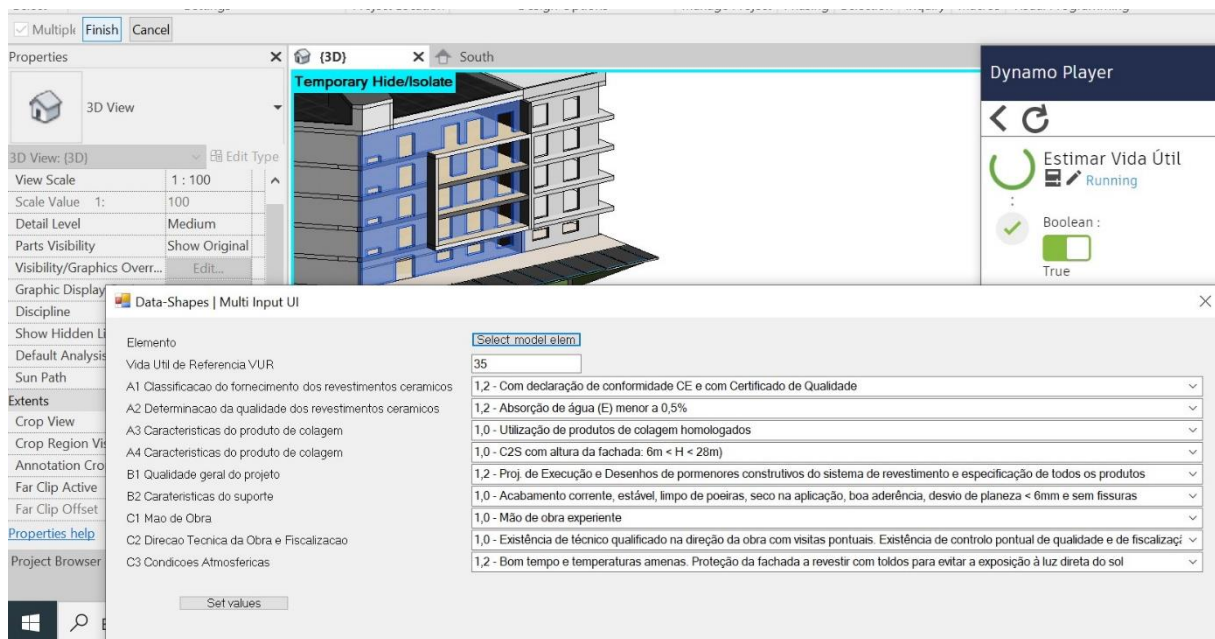 Multiple Finish Cancel
Properties
3D View
3D View: {3D}
Edit Type
View Scale 1 : 100
Scale Value 1: 100
Detail Level Medium
Parts Visibility Show Original
Visibility/Graphics Overr... Edit...
Graphic Display
Discipline
Show Hidden Li
Default Analysis
Sun Path
Extents
Crop View
Crop Region Vis
Annotation Cro
Far Clip Active
Far Clip Offset
Properties help
Project Browser
{3D}
South
Temporary Hide/Isolate
Dynamo Player
Estimar Vida Útil
Running
:
Boolean :
True
Data-Shapes | Multi Input UI
Elemento Select model elem
Vida Util de Referencia VUR 35
A1 Classificacao do fornecimento dos revestimentos ceramicos 1,2 - Com declaração de conformidade CE e com Certificado de Qualidade
A2 Determinacao da qualidade dos revestimentos ceramicos 1,2 - Absorção de água (E) menor a 0,5%
A3 Caracteristicas do produto de colagem 1,0 - Utilização de produtos de colagem homologados
A4 Caracteristicas do produto de colagem 1,0 - C2S com altura da fachada: 6m < H < 28m)
B1 Qualidade geral do projeto 1,2 - Proj. de Execução e Desenhos de pormenores construtivos do sistema de revestimento e especificação de todos os produtos
B2 Carateristicas do suporte 1,0 - Acabamento corrente, estável, limpo de poeiras, seco na aplicação, boa aderência, desvio de planeza < 6mm e sem fissuras
C1 Mao de Obra 1,0 - Mão de obra experiente
C2 Direcao Tecnica da Obra e Fiscalizacao 1,0 - Existência de técnico qualificado na direção da obra com visitas pontuais. Existência de controlo pontual de qualidade e de fiscalizaçã
C3 Condicoes Atmosfericas 1,2 - Bom tempo e temperaturas amenas. Proteção da fachada a revestir com toldos para evitar a exposição à luz direta do sol
Set values